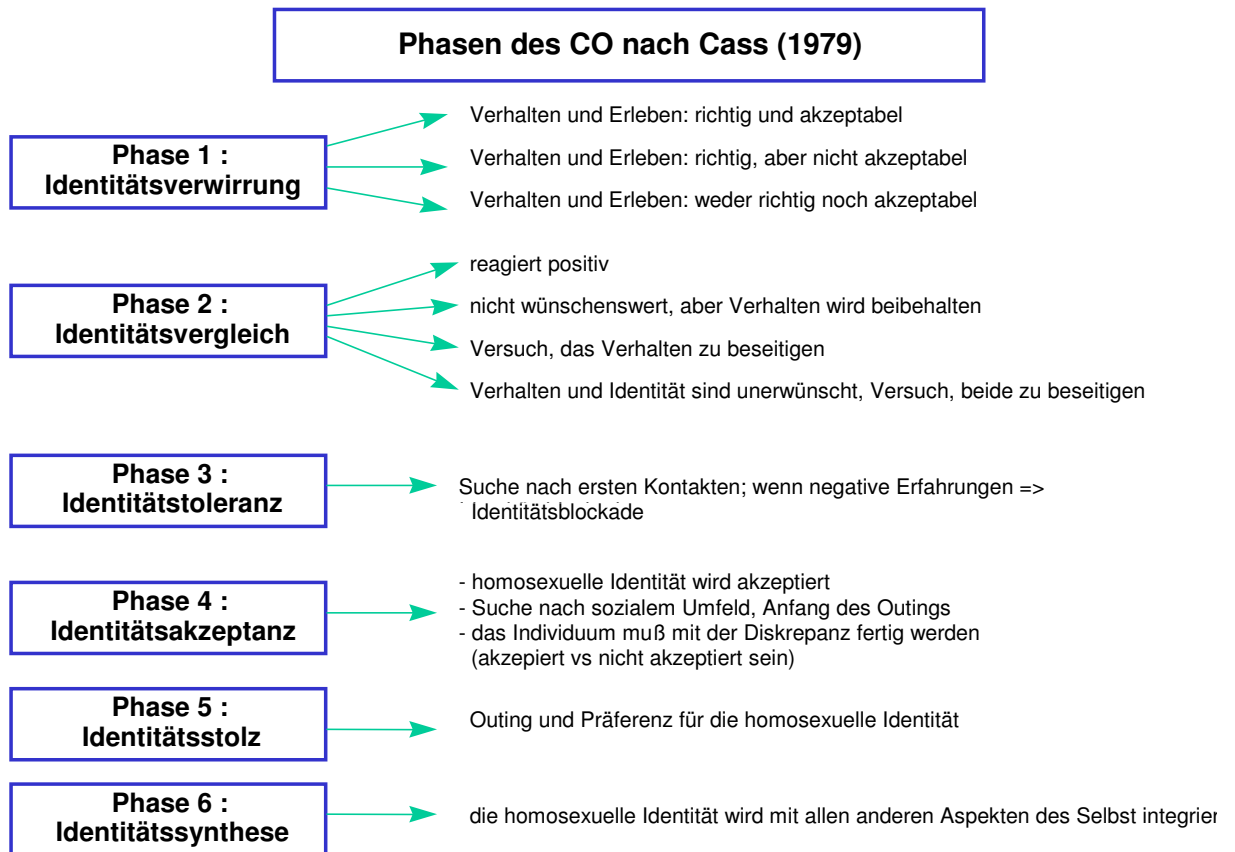 Phasen des CO nach Cass (1979)
Phase 1 :
Identitätsverwirrung
Verhalten und Erleben: richtig und akzeptabel
Verhalten und Erleben: richtig, aber nicht akzeptabel
Verhalten und Erleben: weder richtig noch akzeptabel
Phase 2 :
Identitätsvergleich
reagiert positiv
nicht wünschenswert, aber Verhalten wird beibehalten
Versuch, das Verhalten zu beseitigen
Verhalten und Identität sind unerwünscht, Versuch, beide zu beseitigen
Phase 3 :
Identitätstoleranz
Suche nach ersten Kontakten; wenn negative Erfahrungen =>
Identitätsblockade
Phase 4 :
Identitätsakzeptanz
- homosexuelle Identität wird akzeptiert
- Suche nach sozialem Umfeld, Anfang des Outings
- das Individuum muß mit der Diskrepanz fertig werden
(akzepiert vs nicht akzeptiert sein)
Phase 5 :
Identitätsstolz
Outing und Präferenz für die homosexuelle Identität
Phase 6 :
Identitätssynthese
die homosexuelle Identität wird mit allen anderen Aspekten des Selbst integrier